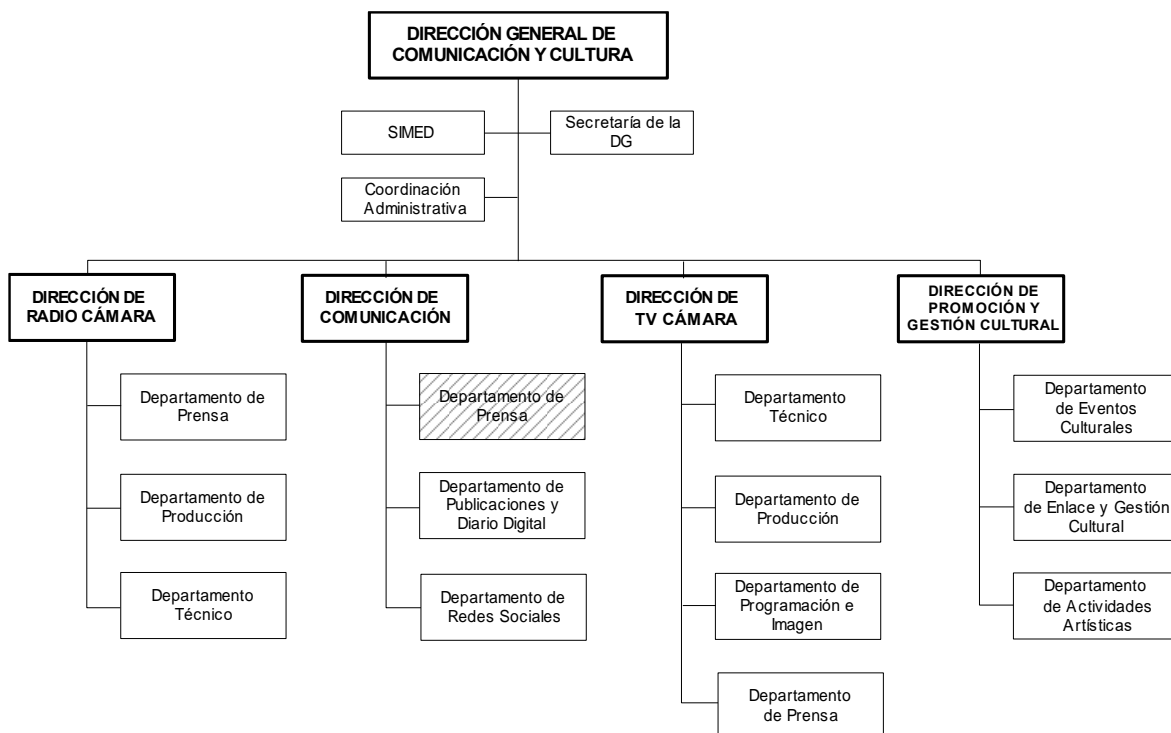 DIRECCIÓN GENERAL DE
COMUNICACIÓN Y CULTURA
SIMED
Secretaría de la
DG
Coordinación
Administrativa
DIRECCIÓN DE
RADIO CÁMARA
DIRECCIÓN DE
COMUNICACIÓN
DIRECCIÓN DE
TV CÁMARA
DIRECCIÓN DE
PROMOCIÓN Y
GESTIÓN CULTURAL
Departamento de
Prensa
Departamento de
Producción
Departamento
Técnico
Departamento de
Prensa
Departamento de
Publicaciones y
Diario Digital
Departamento de
Redes Sociales
Departamento
Técnico
Departamento de
Producción
Departamento de
Programación e
Imagen
Departamento
de Prensa
Departamento
de Eventos
Culturales
Departamento
de Enlace y Gestión
Cultural
Departamento
de Actividades
Artísticas